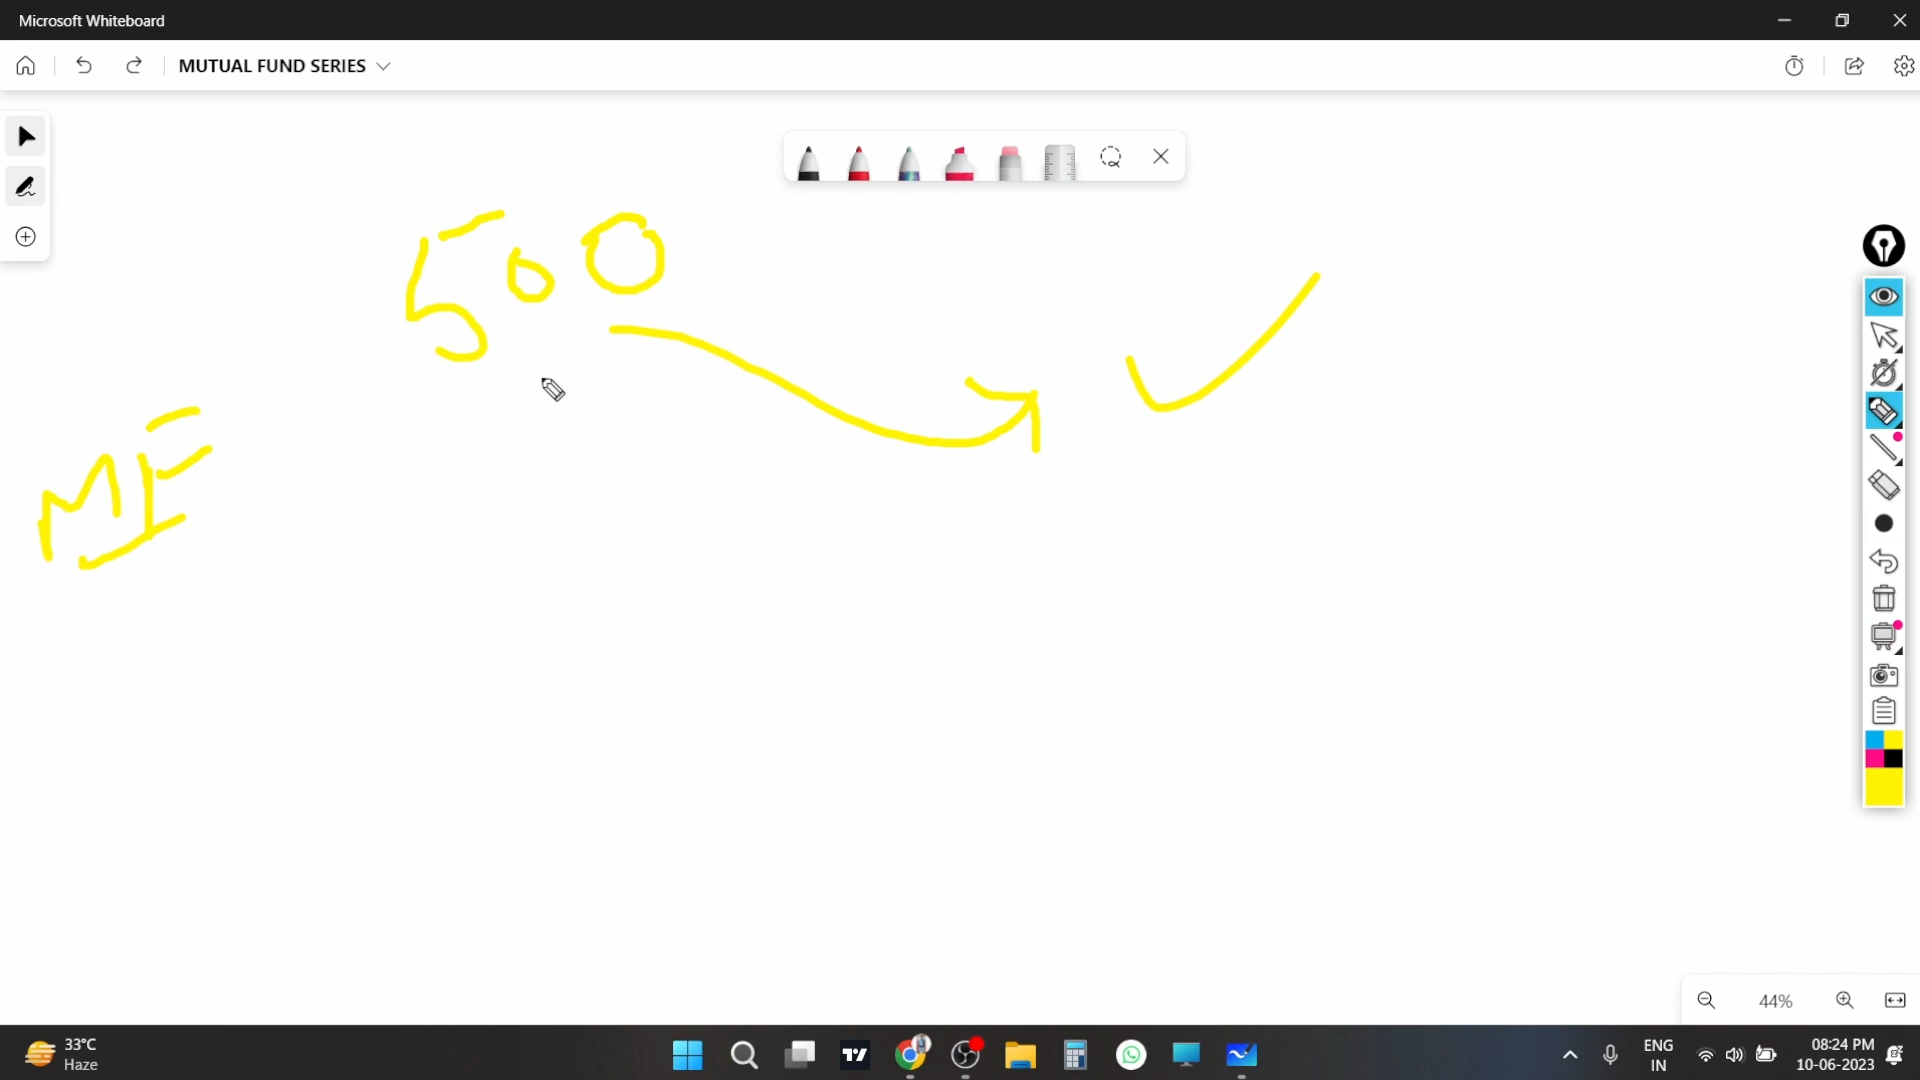 Microsoft Whiteboard
MUTUAL FUND SERIES
500
MF
44%
33°C
Haze
ENG
IN
08:24 PM
10-06-2023